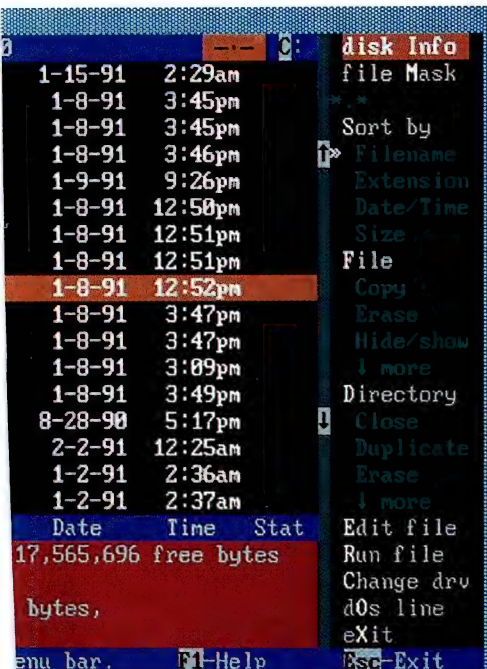 0 C:
1-15-91 2:29am
1-8-91 3:45pm
1-8-91 3:45pm
1-8-91 3:46pm
1-9-91 9:26pm
1-8-91 12:50pm
1-8-91 12:51pm
1-8-91 12:51pm
1-8-91 12:52pm
1-8-91 3:47pm
1-8-91 3:47pm
1-8-91 3:09pm
1-8-91 3:49pm
8-28-90 5:17pm
2-2-91 12:25am
1-2-91 2:36am
1-2-91 2:37am
Date Time Stat
17,565,696 free bytes
bytes,
enu bar. F1-Help Esc-Exit
disk Info
file Mask
*.*
Sort by
↑» Filename
Extension
Date/Time
Size
File
Copy
Erase
Hide/show
↓ more
Directory
↓ Close
Duplicate
Erase
↓ more
Edit file
Run file
Change drv
dOs line
eXit